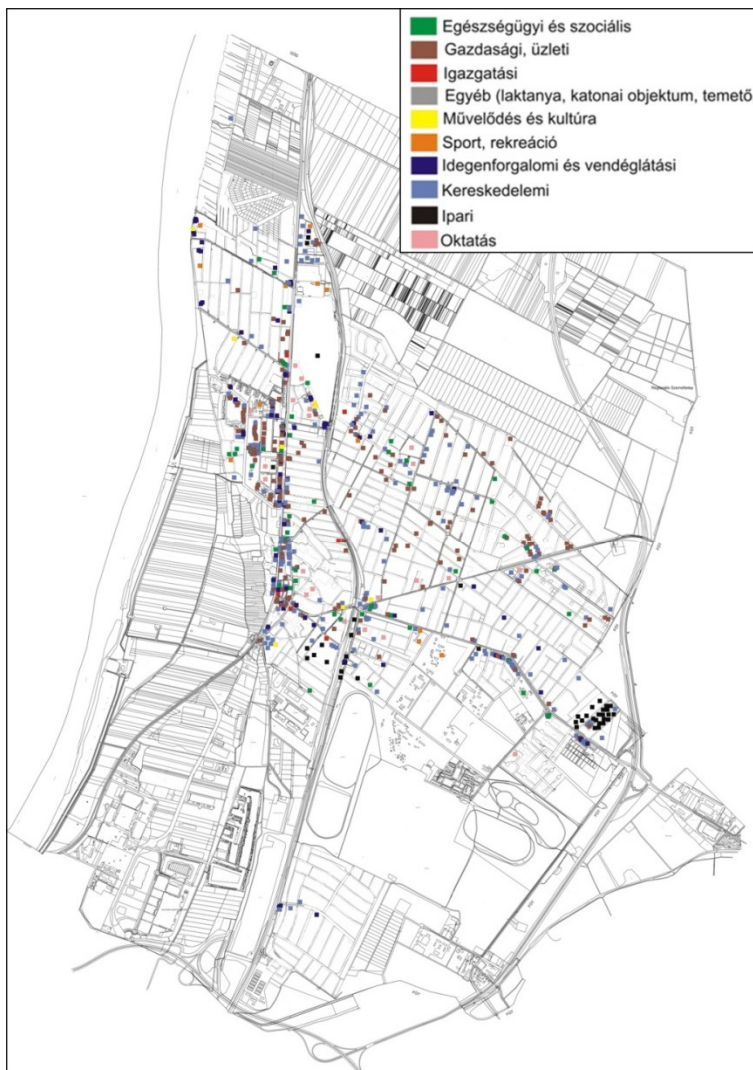 Egészségügyi és szociális
Gazdasági, üzleti
Igazgatási
Egyéb (laktanya, katonai objektum, temető
Művelődés és kultúra
Sport, rekreáció
Idegenforgalmi és vendéglátási
Kereskedelemi
Ipari
Oktatás